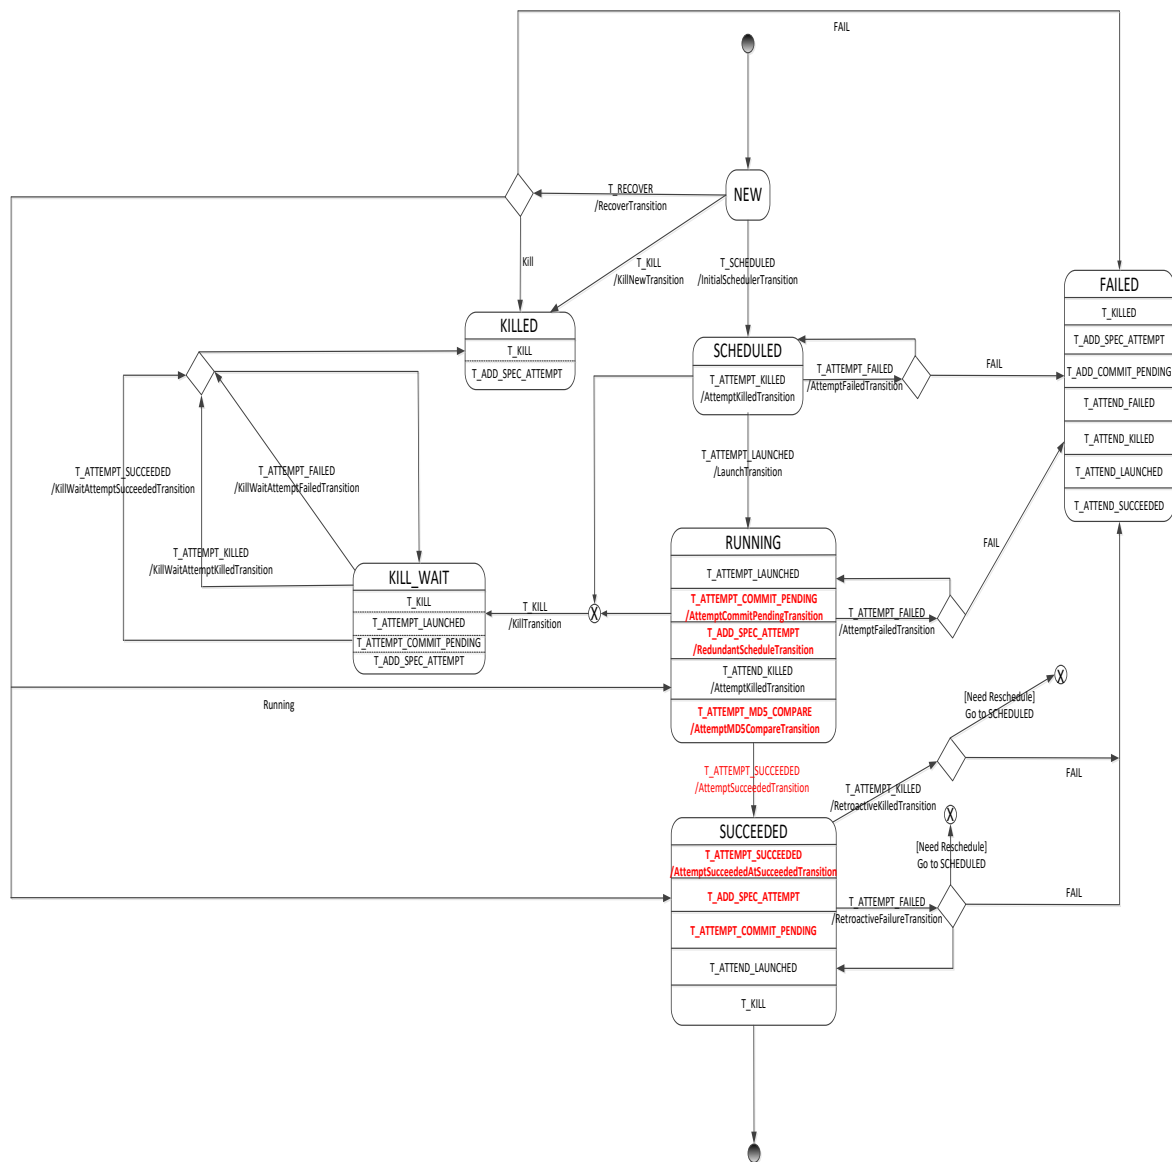 FAIL
NEW
T_RECOVER
/RecoverTransition
Kill
T_KILL
/KillNewTransition
T_SCHEDULED
/InitialSchedulerTransition
KILLED
T_KILL
T_ADD_SPEC_ATTEMPT
SCHEDULED
T_ATTEMPT_KILLED
/AttemptKilledTransition
T_ATTEMPT_FAILED
/AttemptFailedTransition
FAIL
FAILED
T_KILLED
T_ADD_SPEC_ATTEMPT
T_ADD_COMMIT_PENDING
T_ATTEND_FAILED
T_ATTEND_KILLED
T_ATTEND_LAUNCHED
T_ATTEND_SUCCEEDED
T_ATTEMPT_SUCCEEDED
/KillWaitAttemptSucceededTransition
T_ATTEMPT_FAILED
/KillWaitAttemptFailedTransition
T_ATTEMPT_KILLED
/KillWaitAttemptKilledTransition
T_ATTEMPT_LAUNCHED
/LaunchTransition
KILL_WAIT
T_KILL
T_ATTEMPT_LAUNCHED
T_ATTEMPT_COMMIT_PENDING
T_ADD_SPEC_ATTEMPT
T_KILL
/KillTransition
X
RUNNING
T_ATTEMPT_LAUNCHED
T_ATTEMPT_COMMIT_PENDING
/AttemptCommitPendingTransition
T_ADD_SPEC_ATTEMPT
/RedundantScheduleTransition
T_ATTEND_KILLED
/AttemptKilledTransition
T_ATTEMPT_MD5_COMPARE
/AttemptMD5CompareTransition
T_ATTEMPT_FAILED
/AttemptFailedTransition
FAIL
Running
T_ATTEMPT_SUCCEEDED
/AttemptSucceededTransition
X
[Need Reschedule]
Go to SCHEDULED
FAIL
T_ATTEMPT_KILLED
/RetroactiveKilledTransition
SUCCEEDED
T_ATTEMPT_SUCCEEDED
/AttemptSucceededAtSucceededTransition
T_ADD_SPEC_ATTEMPT
T_ATTEMPT_COMMIT_PENDING
T_ATTEND_LAUNCHED
T_KILL
X
[Need Reschedule]
Go to SCHEDULED
FAIL
T_ATTEMPT_FAILED
/RetroactiveFailureTransition